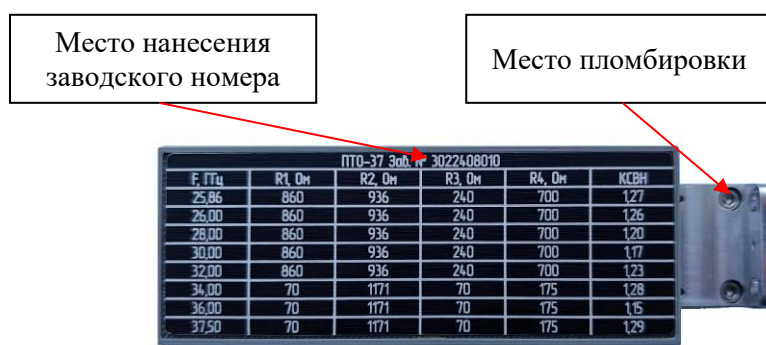 Место нанесения
заводского номера
Место пломбировки
ПТО-37 Зав. № 3022408010
F, ГГц R1, Ом R2, Ом R3, Ом R4, Ом КСВН
25,86 860 936 240 700 1,27
26,00 860 936 240 700 1,26
28,00 860 936 240 700 1,20
30,00 860 936 240 700 1,17
32,00 860 936 240 700 1,23
34,00 70 1171 70 175 1,28
36,00 70 1171 70 175 1,15
37,50 70 1171 70 175 1,29